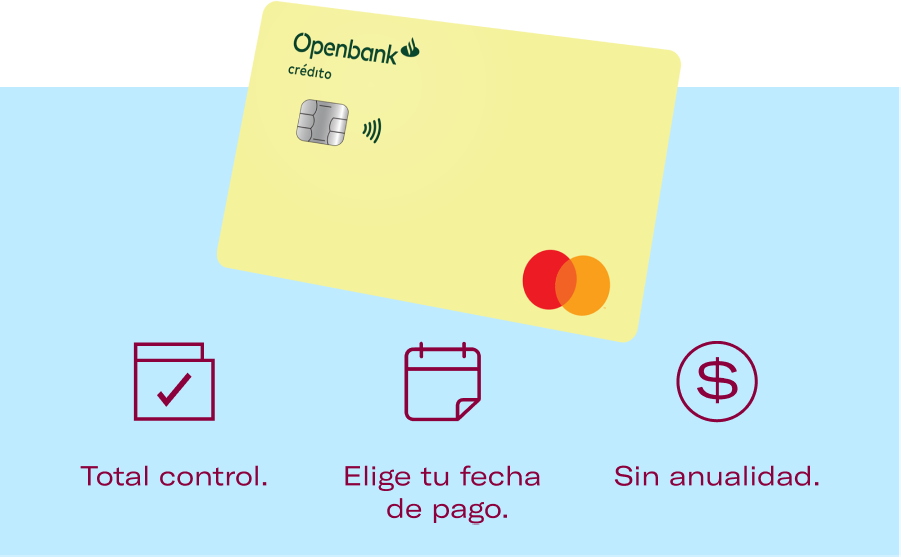 Openbank
crédito
Total control.
Elige tu fecha
de pago.
Sin anualidad.